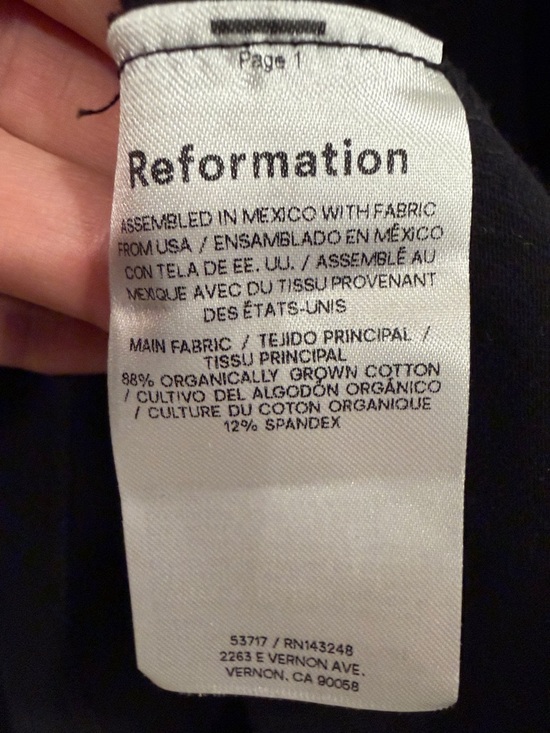 Page 1
Reformation
ASSEMBLED IN MEXICO WITH FABRIC
FROM USA / ENSAMBLADO EN MÉXICO
CON TELA DE EE. UU. / ASSEMBLÉ AU
MEXIQUE AVEC DU TISSU PROVENANT
DES ÉTATS-UNIS
MAIN FABRIC / TEJIDO PRINCIPAL /
TISSU PRINCIPAL
88% ORGANICALLY GROWN COTTON
/ CULTIVO DEL ALGODÓN ORGÁNICO
/ CULTURE DU COTON ORGANIQUE
12% SPANDEX
53717 / RN143248
2263 E VERNON AVE.
VERNON, CA 90058